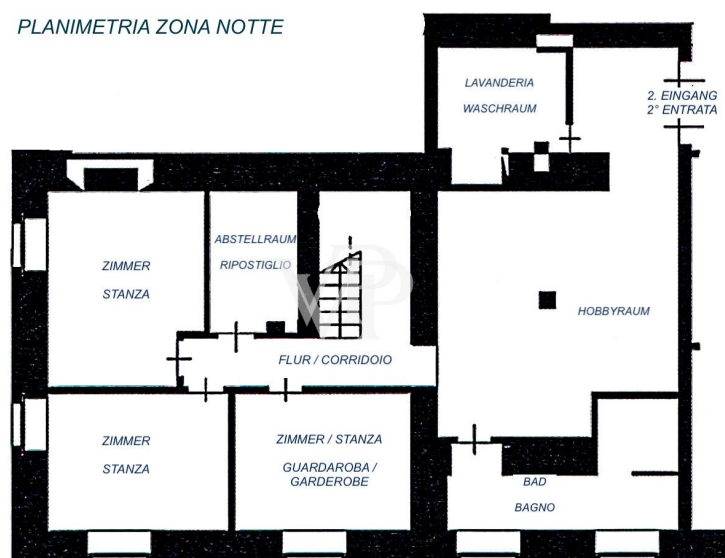 PLANIMETRIA ZONA NOTTE
LAVANDERIA
WASCHRAUM
2. EINGANG
2° ENTRATA
ZIMMER
STANZA
ABSTELLRAUM
RIPOSTIGLIO
HOBBYRAUM
FLUR / CORRIDOIO
ZIMMER
STANZA
ZIMMER / STANZA
GUARDAROBA /
GARDEROBE
BAD
BAGNO
VPP